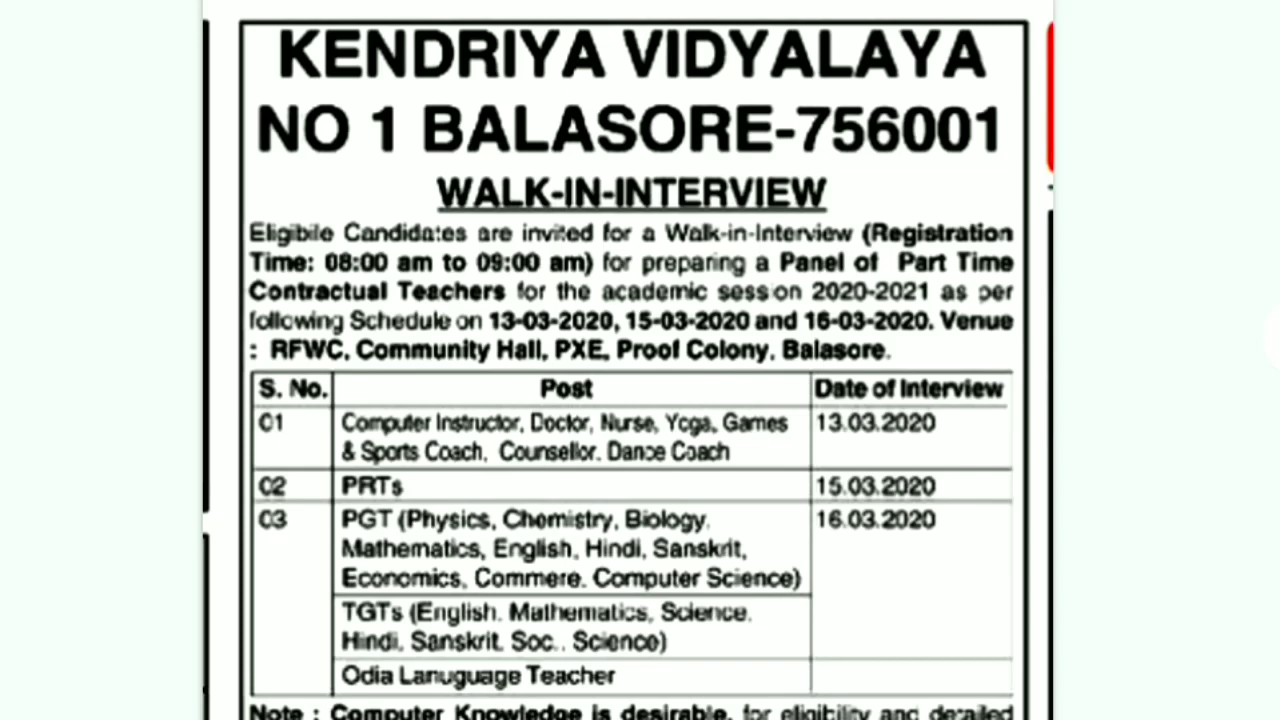 KENDRIYA VIDYALAYA
NO 1 BALASORE-756001
WALK-IN-INTERVIEW
Eligibile Candidates are invited for a Walk-in-Interview (Registration
Time: 08:00 am to 09:00 am) for preparing a Panel of Part Time
Contractual Teachers for the academic session 2020-2021 as per
following Schedule on 13-03-2020, 15-03-2020 and 16-03-2020. Venue
: RFWC, Community Hall, PXE, Proof Colony, Balasore.
S. No. Post Date of Interview
01 Computer Instructor, Doctor, Nurse, Yoga, Games 13.03.2020
& Sports Coach, Counsellor. Dance Coach
02 PRTs 15.03.2020
03 PGT (Physics, Chemistry, Biology. 16.03.2020
Mathematics, English, Hindi, Sanskrit,
Economics, Commere. Computer Science)
TGTs (English. Mathematics, Science.
Hindi, Sanskrit. Soc.. Science)
Odia Lanuguage Teacher
Note : Computer Knowledge is desirable, for eligibility and detailed